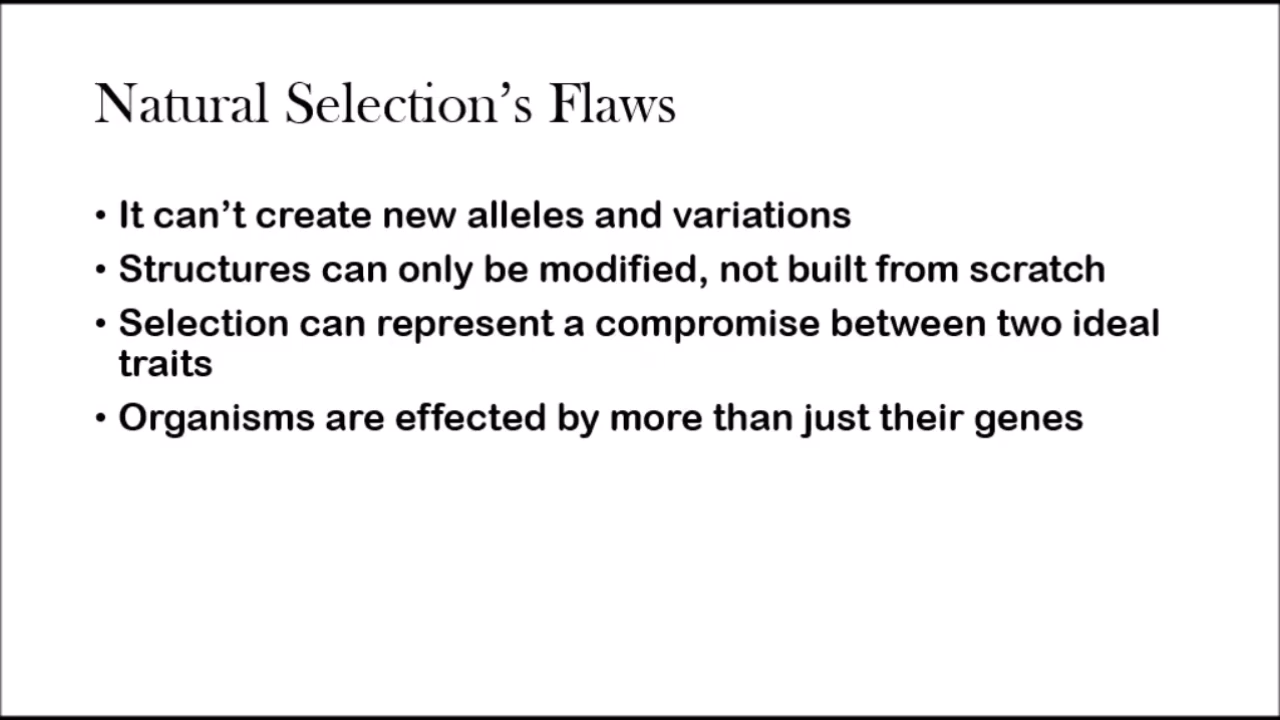 Natural Selection’s Flaws
• It can’t create new alleles and variations
• Structures can only be modified, not built from scratch
• Selection can represent a compromise between two ideal
traits
• Organisms are effected by more than just their genes